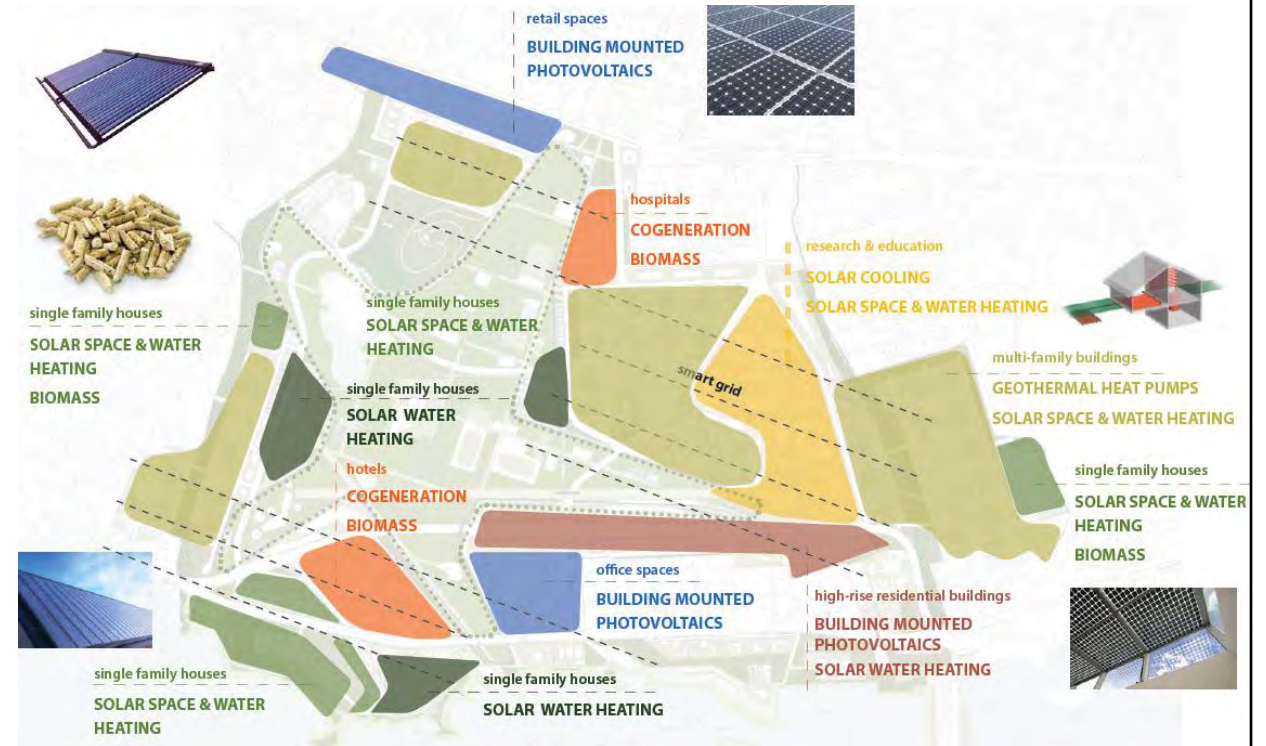 retail spaces
BUILDING MOUNTED
PHOTOVOLTAICS
hospitals
COGENERATION
BIOMASS
research & education
SOLAR COOLING
SOLAR SPACE & WATER HEATING
single family houses
SOLAR SPACE & WATER
HEATING
BIOMASS
single family houses
SOLAR SPACE & WATER
HEATING
multi-family buildings
GEOTHERMAL HEAT PUMPS
SOLAR SPACE & WATER HEATING
smart grid
single family houses
SOLAR WATER
HEATING
hotels
COGENERATION
BIOMASS
single family houses
SOLAR SPACE & WATER
HEATING
BIOMASS
office spaces
BUILDING MOUNTED
PHOTOVOLTAICS
high-rise residential buildings
BUILDING MOUNTED
PHOTOVOLTAICS
SOLAR WATER HEATING
single family houses
SOLAR SPACE & WATER
HEATING
single family houses
SOLAR WATER HEATING